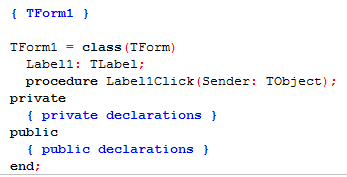 { TForm1 }
TForm1 = class(TForm)
Label1: TLabel;
procedure Label1Click(Sender: TObject);
private
{ private declarations }
public
{ public declarations }
end;